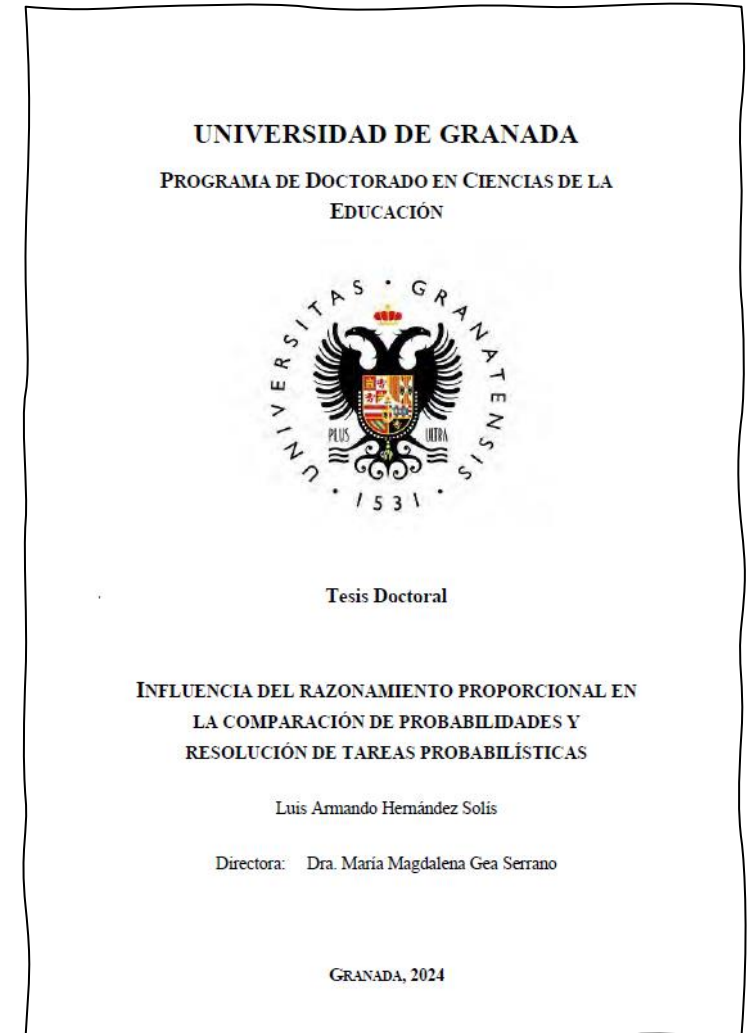 UNIVERSIDAD DE GRANADA
PROGRAMA DE DOCTORADO EN CIENCIAS DE LA
EDUCACIÓN
UNIVERSITAS · GRANATENSIS · 1531 ·
PLUS ULTRA
Tesis Doctoral
INFLUENCIA DEL RAZONAMIENTO PROPORCIONAL EN
LA COMPARACIÓN DE PROBABILIDADES Y
RESOLUCIÓN DE TAREAS PROBABILÍSTICAS
Luis Armando Hernández Solís
Directora: Dra. María Magdalena Gea Serrano
GRANADA, 2024